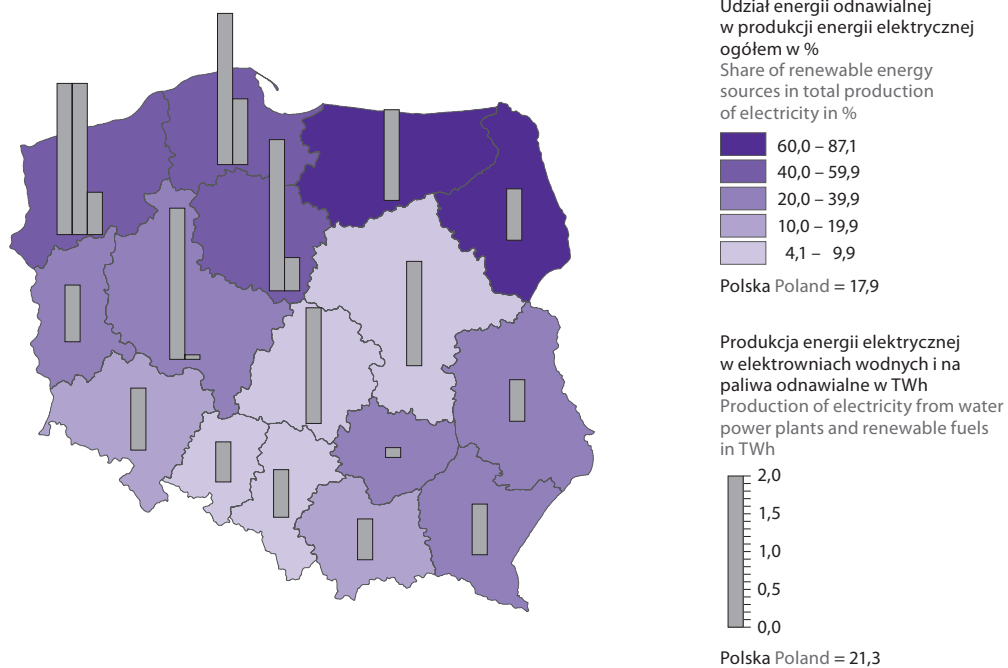 Udział energii odnawialnej
w produkcji energii elektrycznej
ogółem w %
Share of renewable energy
sources in total production
of electricity in %
60,0 – 87,1
40,0 – 59,9
20,0 – 39,9
10,0 – 19,9
4,1 – 9,9
Polska Poland = 17,9
Produkcja energii elektrycznej
w elektrowniach wodnych i na
paliwa odnawialne w TWh
Production of electricity from water
power plants and renewable fuels
in TWh
2,0
1,5
1,0
0,5
0,0
Polska Poland = 21,3